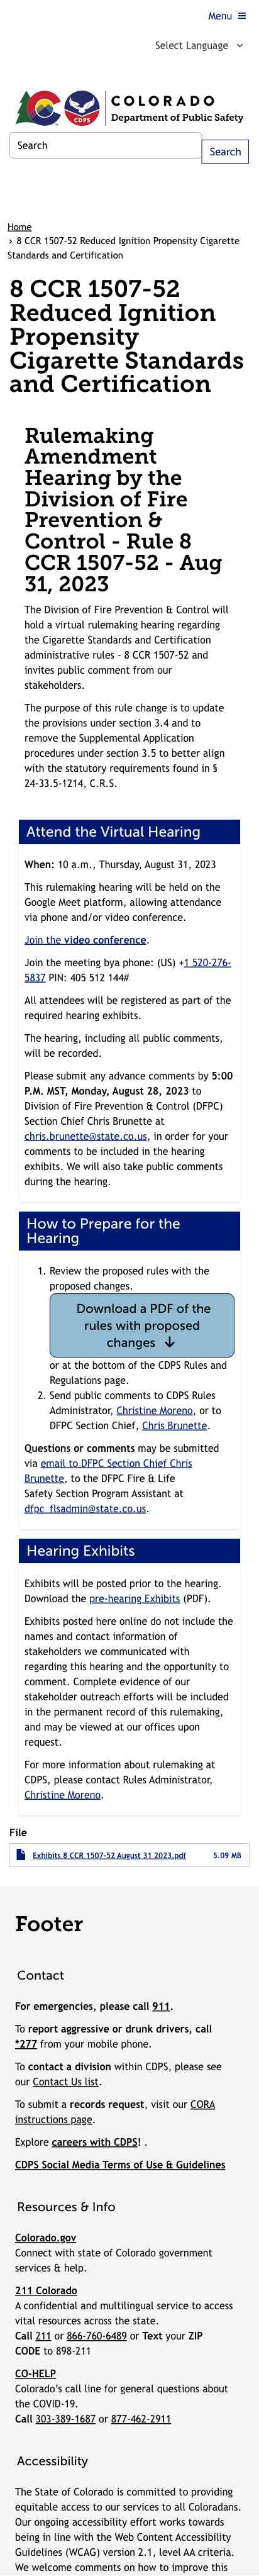 Menu ☰
Select Language
COLORADO
Department of Public Safety
CDPS
Search
Search
Home
› 8 CCR 1507-52 Reduced Ignition Propensity Cigarette
Standards and Certification
8 CCR 1507-52
Reduced Ignition
Propensity
Cigarette Standards
and Certification
Rulemaking
Amendment
Hearing by the
Division of Fire
Prevention &
Control - Rule 8
CCR 1507-52 - Aug
31, 2023
The Division of Fire Prevention & Control will
hold a virtual rulemaking hearing regarding
the Cigarette Standards and Certification
administrative rules - 8 CCR 1507-52 and
invites public comment from our
stakeholders.
The purpose of this rule change is to update
the provisions under section 3.4 and to
remove the Supplemental Application
procedures under section 3.5 to better align
with the statutory requirements found in §
24-33.5-1214, C.R.S.
Attend the Virtual Hearing
When: 10 a.m., Thursday, August 31, 2023
This rulemaking hearing will be held on the
Google Meet platform, allowing attendance
via phone and/or video conference.
Join the video conference.
Join the meeting bya phone: (US) +1 520-276-
5837 PIN: 405 512 144#
All attendees will be registered as part of the
required hearing exhibits.
The hearing, including all public comments,
will be recorded.
Please submit any advance comments by 5:00
P.M. MST, Monday, August 28, 2023 to
Division of Fire Prevention & Control (DFPC)
Section Chief Chris Brunette at
chris.brunette@state.co.us, in order for your
comments to be included in the hearing
exhibits. We will also take public comments
during the hearing.
How to Prepare for the
Hearing
1. Review the proposed rules with the
proposed changes.
Download a PDF of the
rules with proposed
changes ↓
or at the bottom of the CDPS Rules and
Regulations page.
2. Send public comments to CDPS Rules
Administrator, Christine Moreno, or to
DFPC Section Chief, Chris Brunette.
Questions or comments may be submitted
via email to DFPC Section Chief Chris
Brunette, to the DFPC Fire & Life
Safety Section Program Assistant at
dfpc_flsadmin@state.co.us.
Hearing Exhibits
Exhibits will be posted prior to the hearing.
Download the pre-hearing Exhibits (PDF).
Exhibits posted here online do not include the
names and contact information of
stakeholders we communicated with
regarding this hearing and the opportunity to
comment. Complete evidence of our
stakeholder outreach efforts will be included
in the permanent record of this rulemaking,
and may be viewed at our offices upon
request.
For more information about rulemaking at
CDPS, please contact Rules Administrator,
Christine Moreno.
File
Exhibits 8 CCR 1507-52 August 31 2023.pdf 5.09 MB
Footer
Contact
For emergencies, please call 911.
To report aggressive or drunk drivers, call
*277 from your mobile phone.
To contact a division within CDPS, please see
our Contact Us list.
To submit a records request, visit our CORA
instructions page.
Explore careers with CDPS! .
CDPS Social Media Terms of Use & Guidelines
Resources & Info
Colorado.gov
Connect with state of Colorado government
services & help.
211 Colorado
A confidential and multilingual service to access
vital resources across the state.
Call 211 or 866-760-6489 or Text your ZIP
CODE to 898-211
CO-HELP
Colorado's call line for general questions about
the COVID-19.
Call 303-389-1687 or 877-462-2911
Accessibility
The State of Colorado is committed to providing
equitable access to our services to all Coloradans.
Our ongoing accessibility effort works towards
being in line with the Web Content Accessibility
Guidelines (WCAG) version 2.1, level AA criteria.
We welcome comments on how to improve this